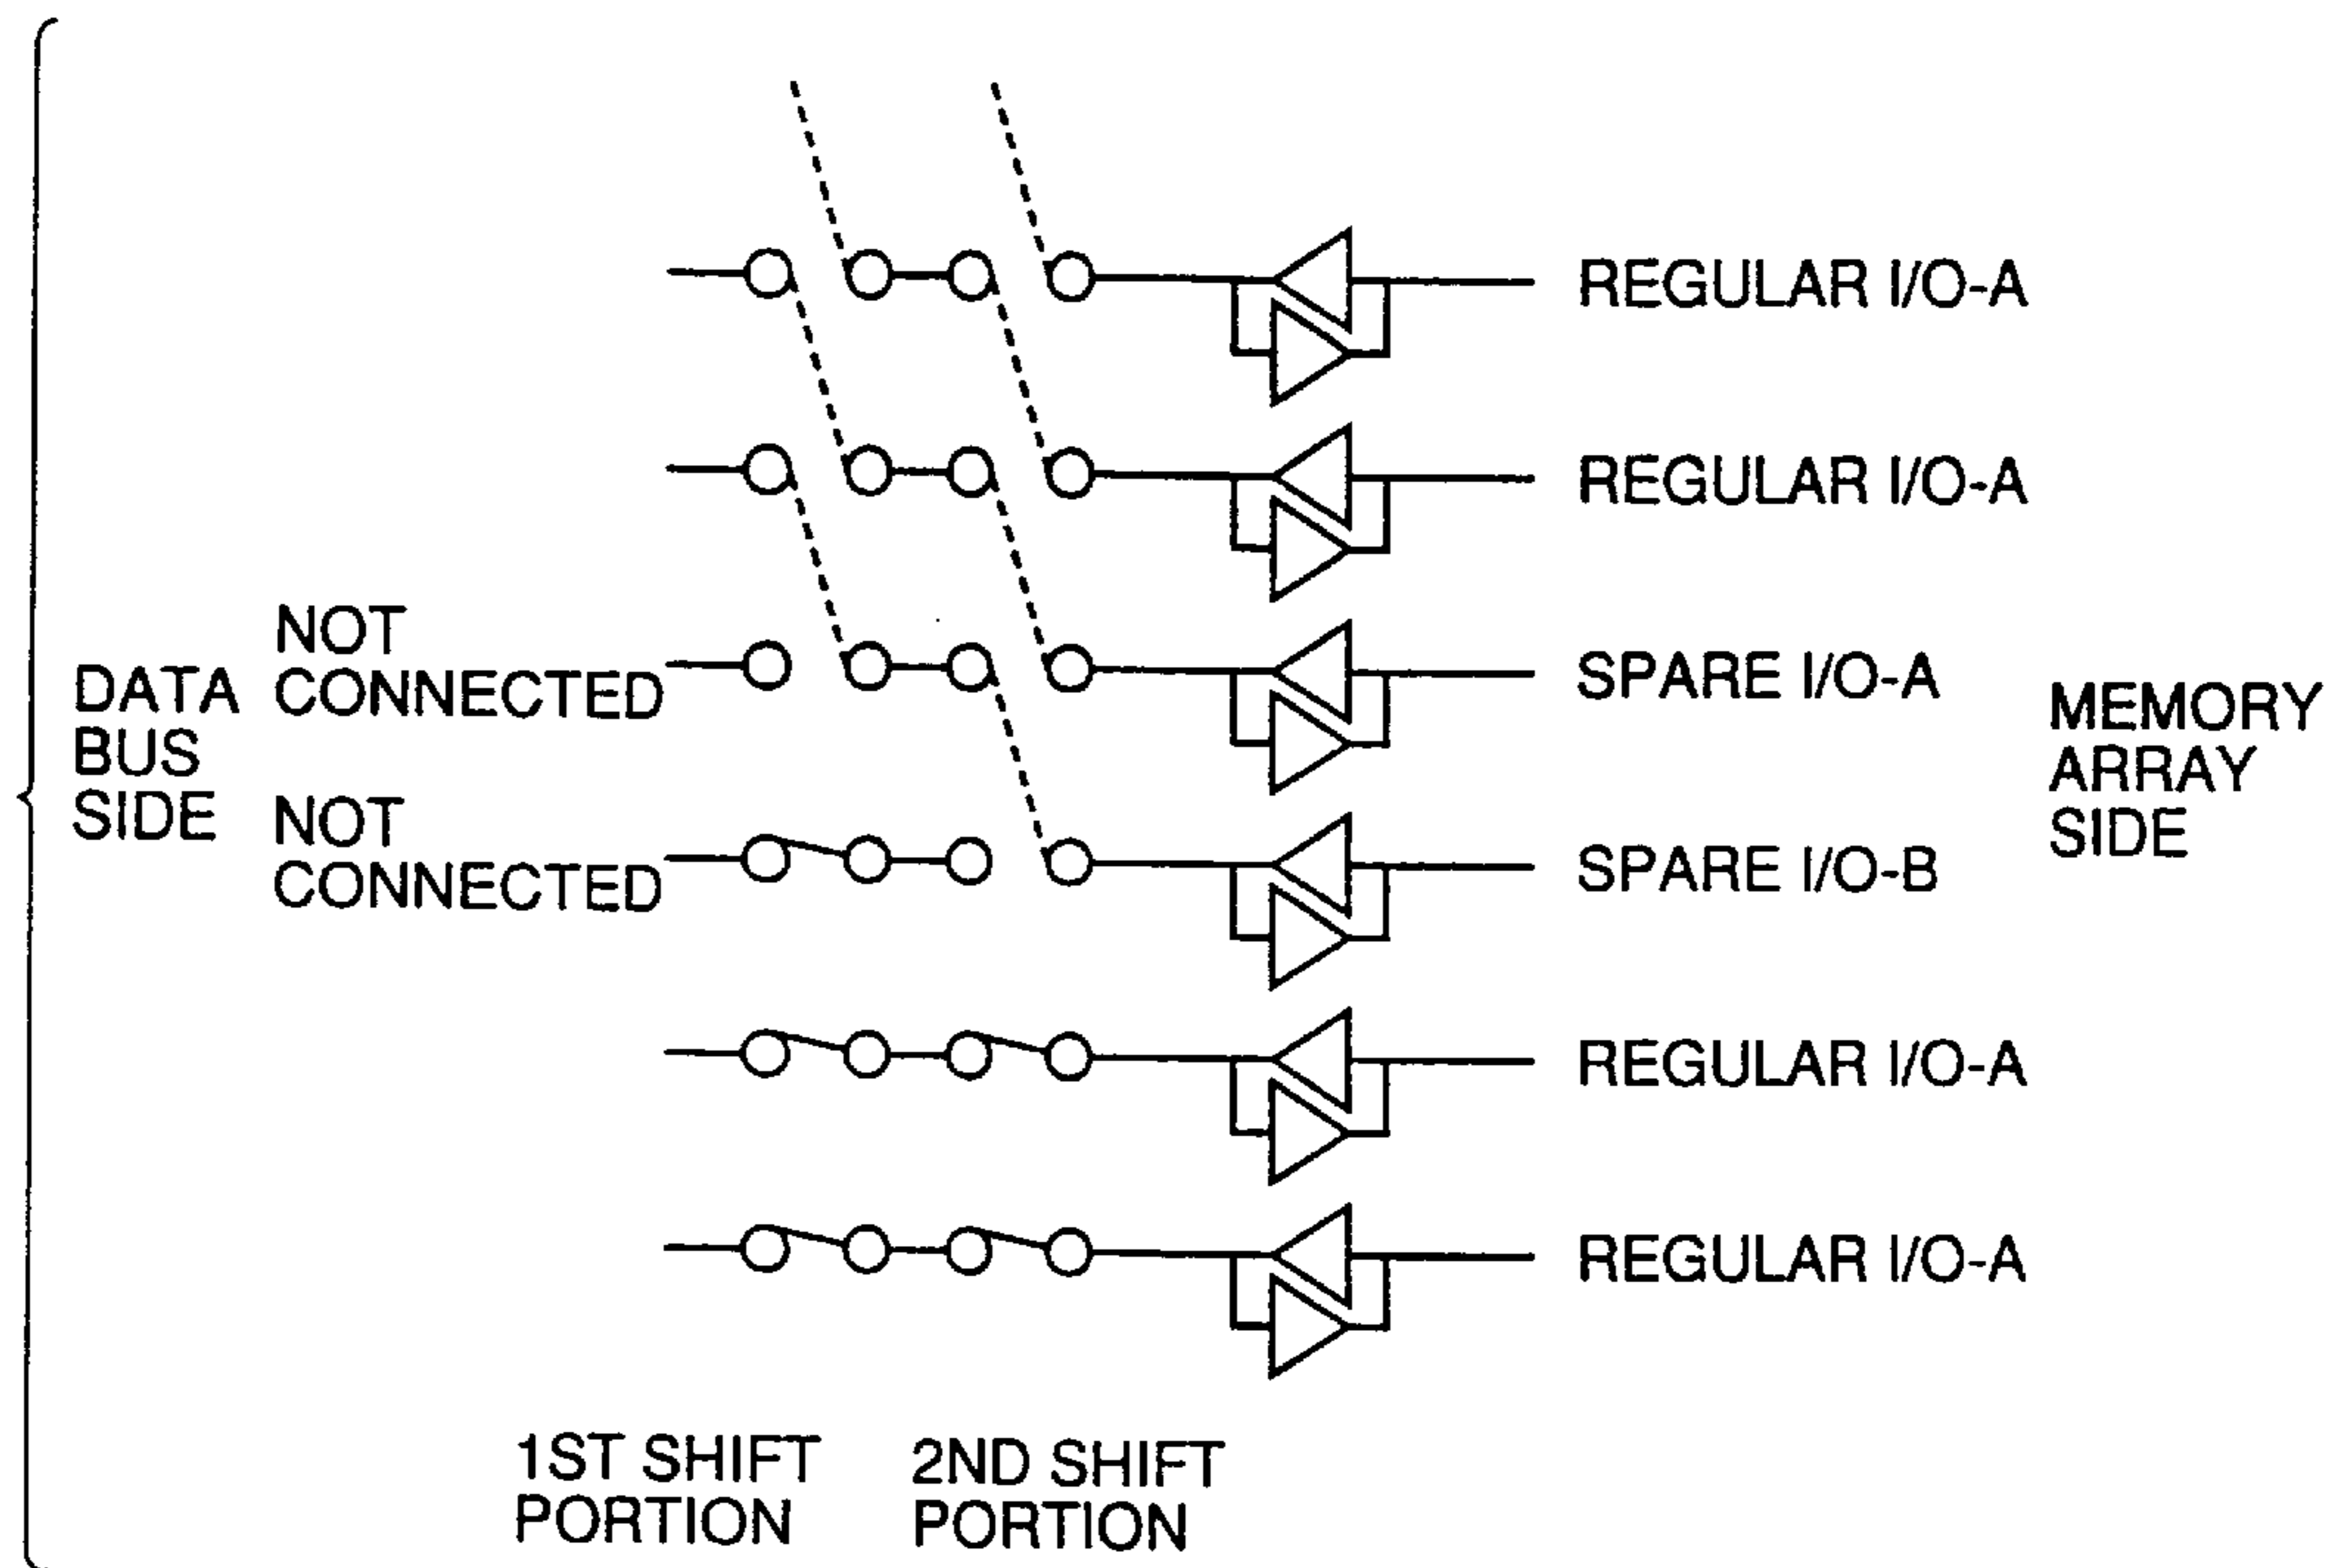 REGULAR I/O-A
REGULAR I/O-A
NOT
CONNECTED
SPARE I/O-A
DATA
BUS
SIDE
MEMORY
ARRAY
SIDE
NOT
CONNECTED
SPARE I/O-B
REGULAR I/O-A
REGULAR I/O-A
1ST SHIFT
PORTION
2ND SHIFT
PORTION